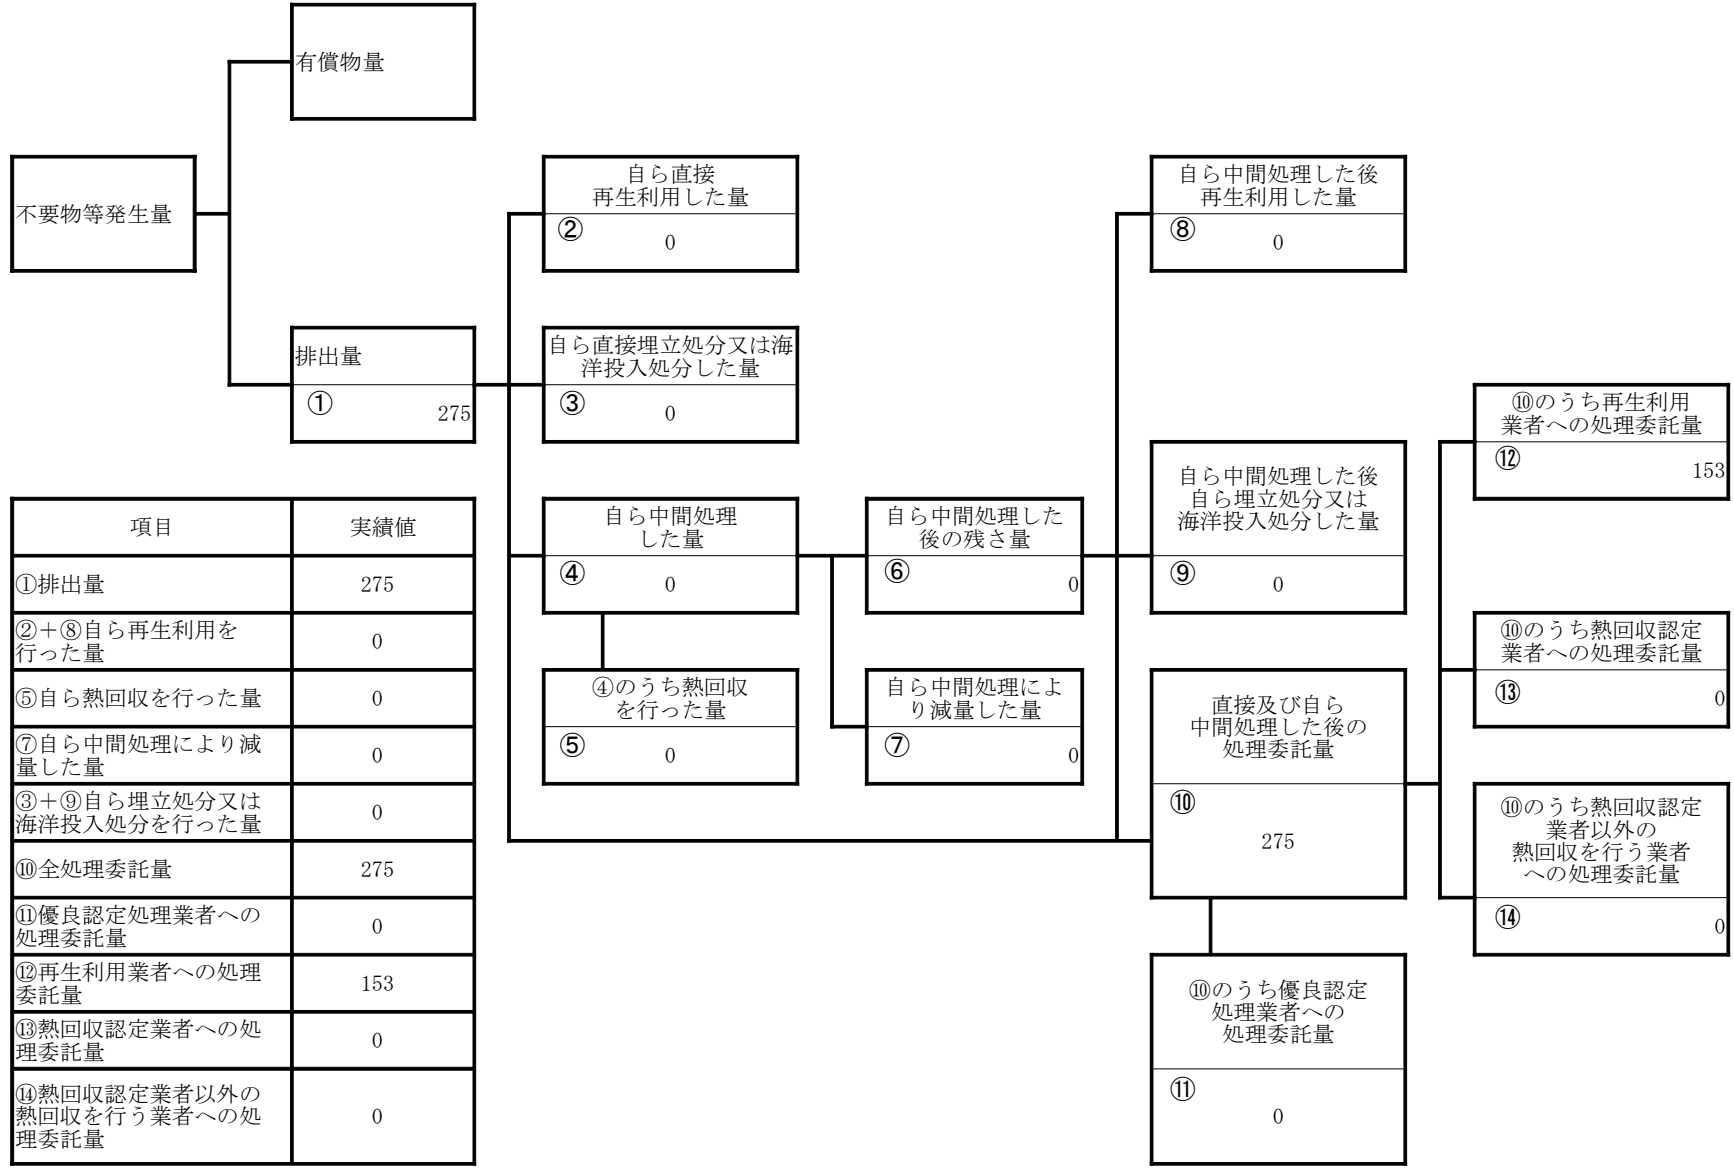 有償物量
不要物等発生量
排出量
①
275
自ら直接
再生利用した量
②
0
自ら直接埋立処分又は海
洋投入処分した量
③
0
自ら中間処理
した量
④
0
④のうち熱回収
を行った量
⑤
0
自ら中間処理した
後の残さ量
⑥
0
自ら中間処理によ
り減量した量
⑦
0
自ら中間処理した後
再生利用した量
⑧
0
自ら中間処理した後
自ら埋立処分又は
海洋投入処分した量
⑨
0
直接及び自ら
中間処理した後の
処理委託量
⑩
275
⑩のうち優良認定
処理業者への
処理委託量
⑪
0
⑩のうち再生利用
業者への処理委託量
⑫
153
⑩のうち熱回収認定
業者への処理委託量
⑬
0
⑩のうち熱回収認定
業者以外の
熱回収を行う業者
への処理委託量
⑭
0
項目 実績値
①排出量 275
②＋⑧自ら再生利用を
行った量 0
⑤自ら熱回収を行った量 0
⑦自ら中間処理により減
量した量 0
③＋⑨自ら埋立処分又は
海洋投入処分を行った量 0
⑩全処理委託量 275
⑪優良認定処理業者への
処理委託量 0
⑫再生利用業者への処理
委託量 153
⑬熱回収認定業者への処
理委託量 0
⑭熱回収認定業者以外の
熱回収を行う業者への処 0
理委託量